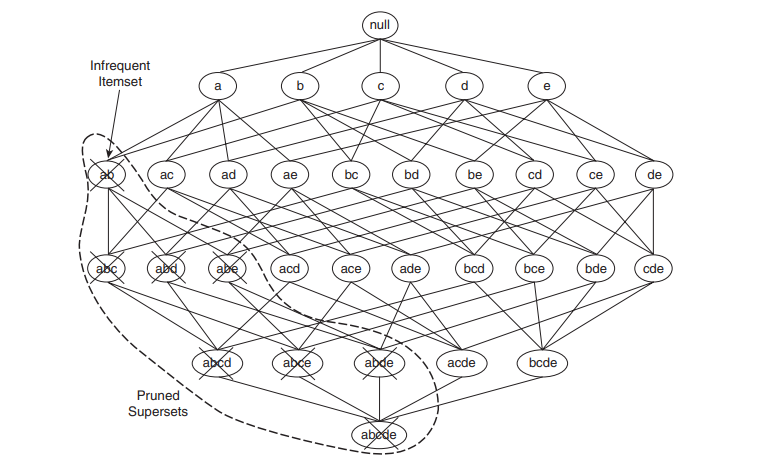 null
Infrequent
Itemset
a b c d e
ab ac ad ae bc bd be cd ce de
abc abd abe acd ace ade bcd bce bde cde
abcd abce abde acde bcde
Pruned
Supersets
abcde